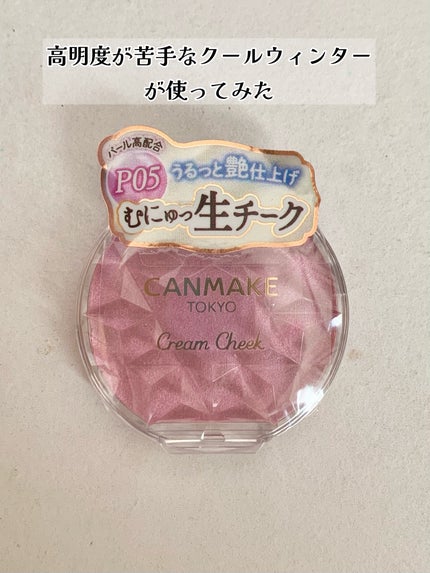 高明度が苦手なクールウィンター
が使ってみた
パール高配合
P05
うるっと艶仕上げ
むにゅっ生チーク
CANMAKE
TOKYO
Cream Cheek